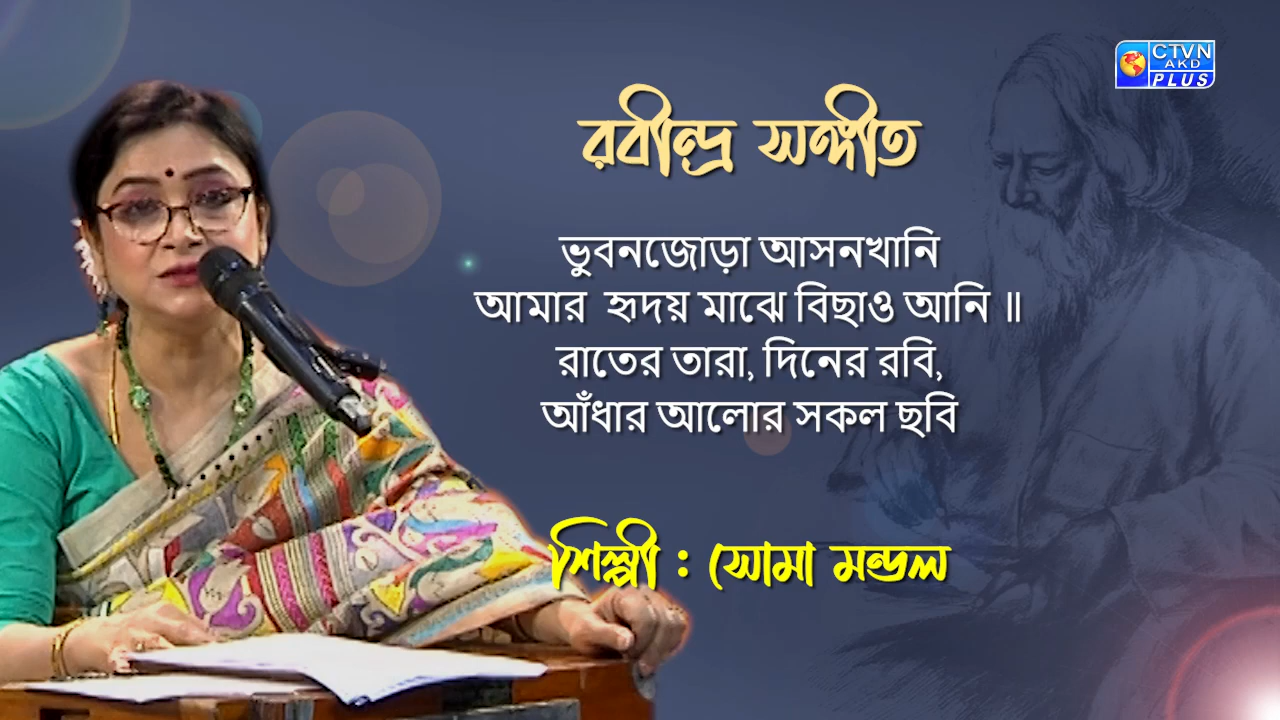 CTVN
AKD
PLUS
রবীন্দ্র সঙ্গীত
ভুবনজোড়া আসনখানি
আমার হৃদয় মাঝে বিছাও আনি ॥
রাতের তারা, দিনের রবি,
আঁধার আলোর সকল ছবি
শিল্পী : সোমা মন্ডল